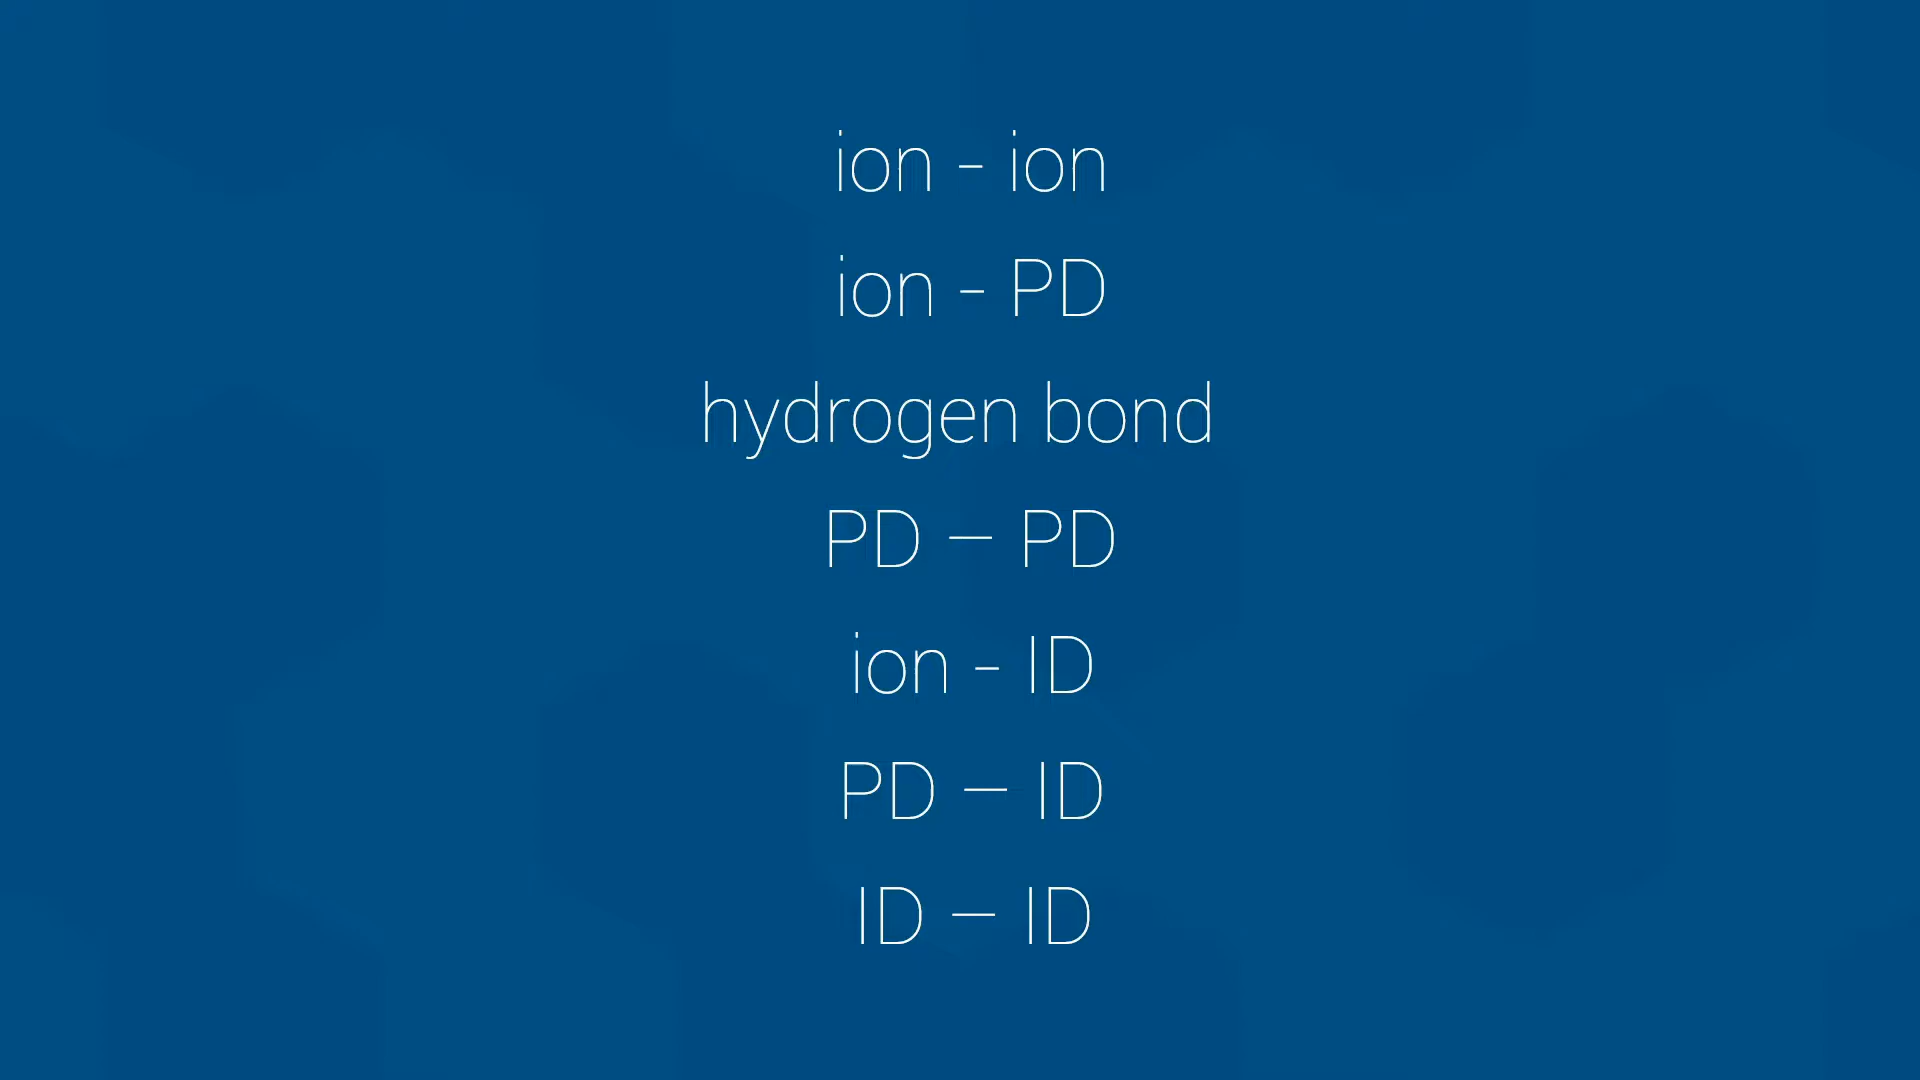 ion - ion
ion - PD
hydrogen bond
PD – PD
ion - ID
PD – ID
ID – ID